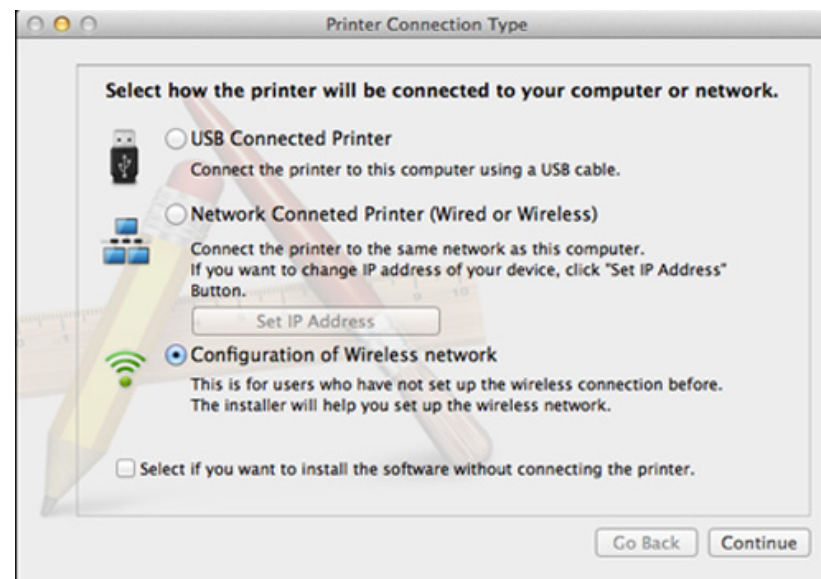 Printer Connection Type
Select how the printer will be connected to your computer or network.
USB Connected Printer
Connect the printer to this computer using a USB cable.
Network Conneted Printer (Wired or Wireless)
Connect the printer to the same network as this computer.
If you want to change IP address of your device, click "Set IP Address"
Button.
Set IP Address
Configuration of Wireless network
This is for users who have not set up the wireless connection before.
The installer will help you set up the wireless network.
Select if you want to install the software without connecting the printer.
Go Back Continue